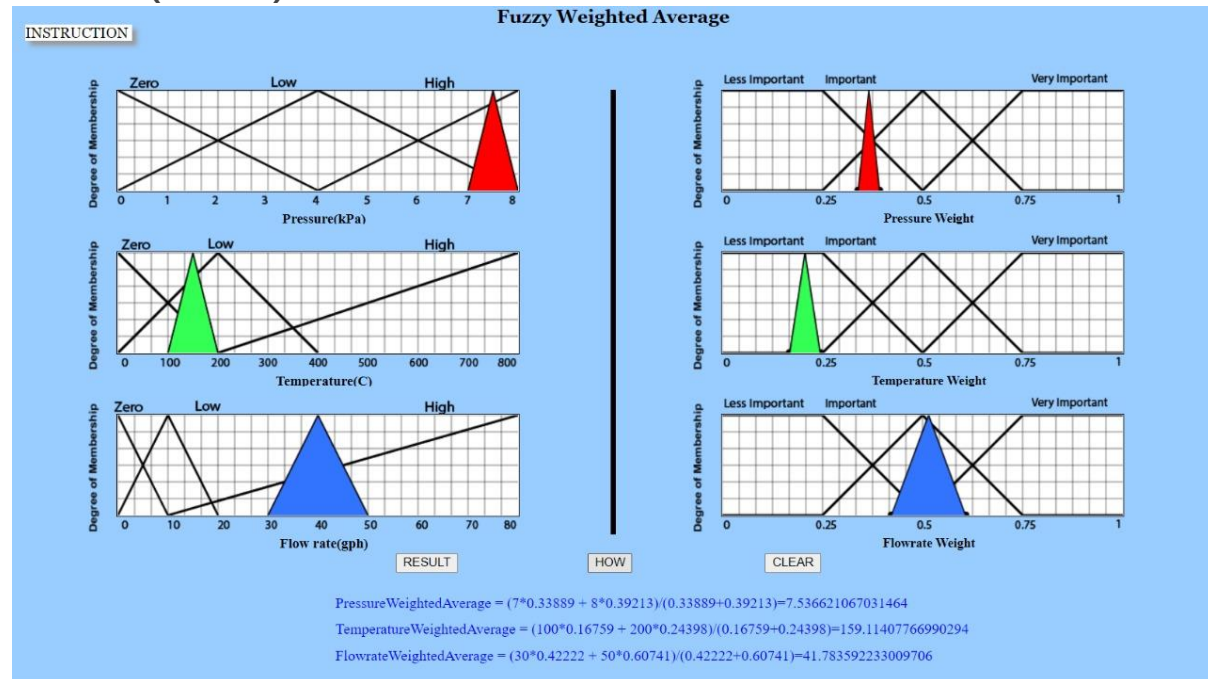 Fuzzy Weighted Average
INSTRUCTION
Zero Low High
Degree of Membership
0 1 2 3 4 5 6 7 8
Pressure(kPa)
Less Important Important Very Important
Degree of Membership
0 0.25 0.5 0.75 1
Pressure Weight
Zero Low High
Degree of Membership
0 100 200 300 400 500 600 700 800
Temperature(C)
Less Important Important Very Important
Degree of Membership
0 0.25 0.5 0.75 1
Temperature Weight
Zero Low High
Degree of Membership
0 10 20 30 40 50 60 70 80
Flow rate(gph)
Less Important Important Very Important
Degree of Membership
0 0.25 0.5 0.75 1
Flowrate Weight
RESULT HOW CLEAR
PressureWeightedAverage = (7*0.33889 + 8*0.39213)/(0.33889+0.39213)=7.536621067031464
TemperatureWeightedAverage = (100*0.16759 + 200*0.24398)/(0.16759+0.24398)=159.11407766990294
FlowrateWeightedAverage = (30*0.42222 + 50*0.60741)/(0.42222+0.60741)=41.783592233009706